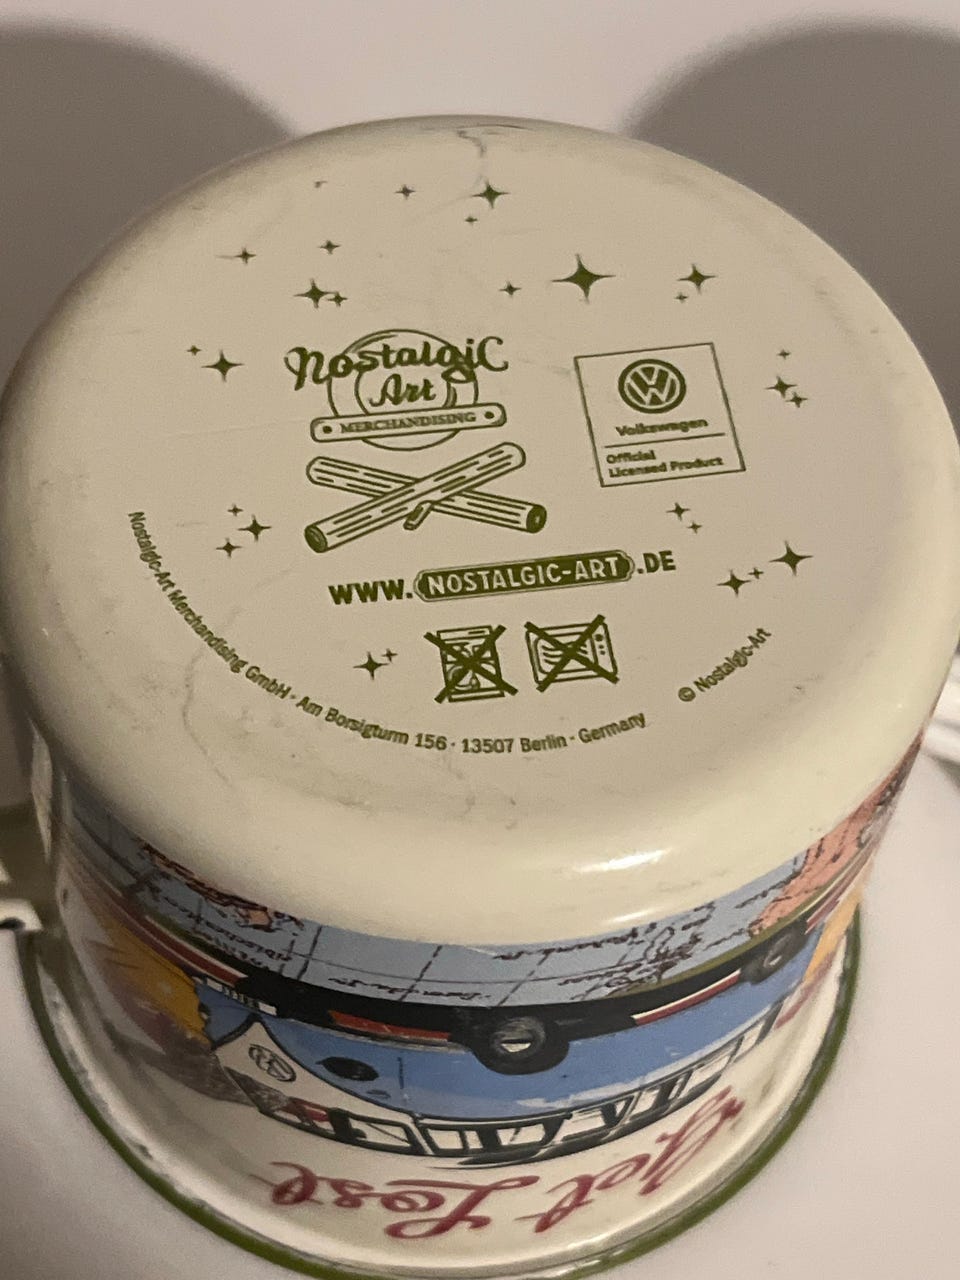 Nostalgic
Art
MERCHANDISING
Volkswagen
Official
Licensed Product
WWW.NOSTALGIC-ART.DE
Nostalgic-Art Merchandising GmbH · Am Borsigturm 156 · 13507 Berlin · Germany
© Nostalgic-Art
Get Lost